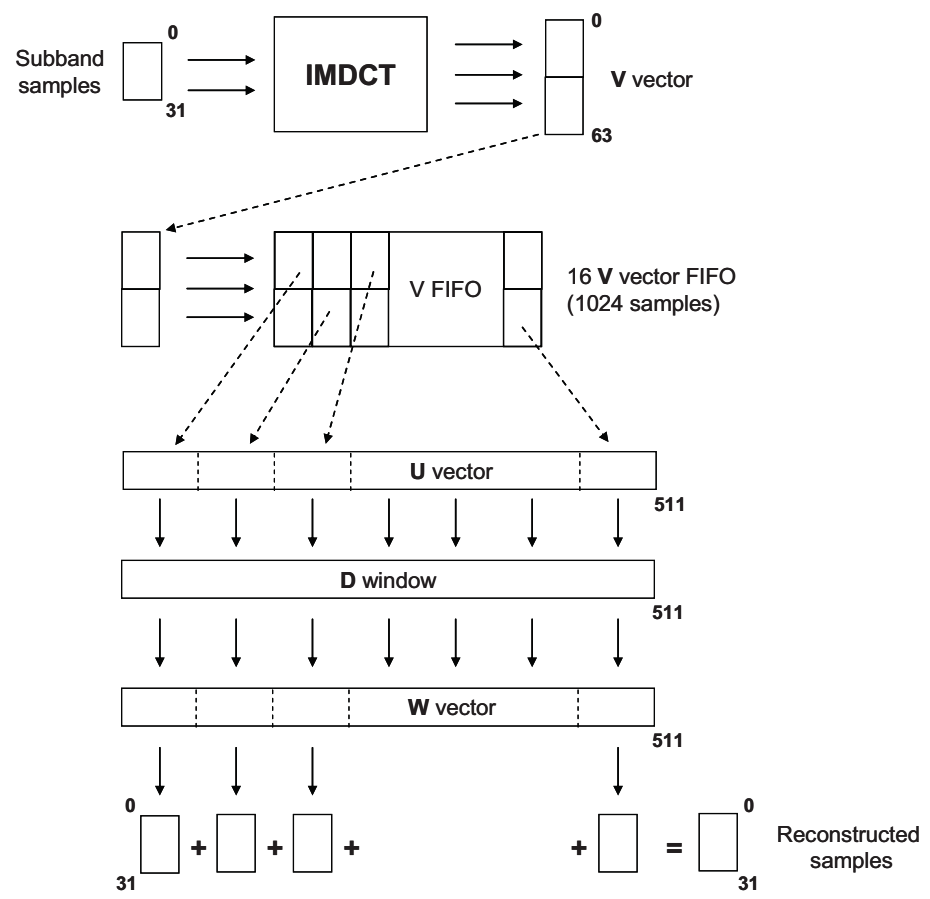 0
Subband
samples
31
IMDCT
0
V vector
63
V FIFO
16 V vector FIFO
(1024 samples)
U vector
511
D window
511
W vector
511
0
31
+ + + + =
0
31
Reconstructed
samples